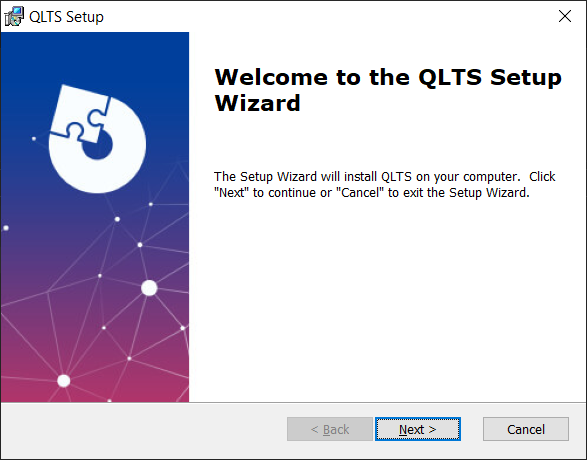 QLTS Setup
Welcome to the QLTS Setup
Wizard
The Setup Wizard will install QLTS on your computer.  Click
"Next" to continue or "Cancel" to exit the Setup Wizard.
< Back
Next >
Cancel